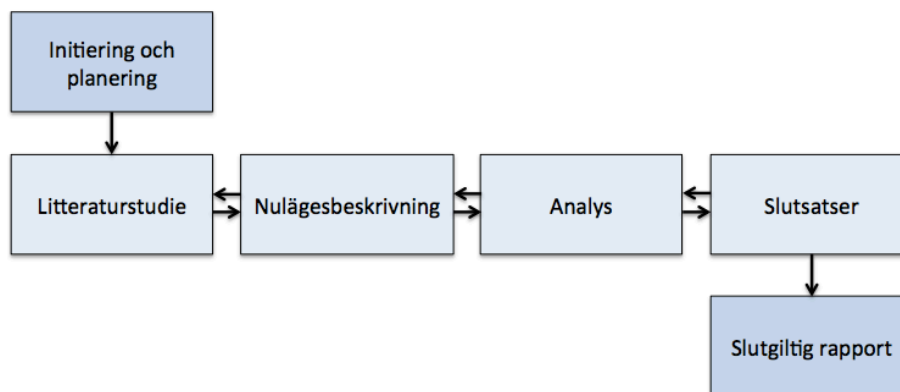 Initiering och
planering
Litteraturstudie
Nulägesbeskrivning
Analys
Slutsatser
Slutgiltig rapport